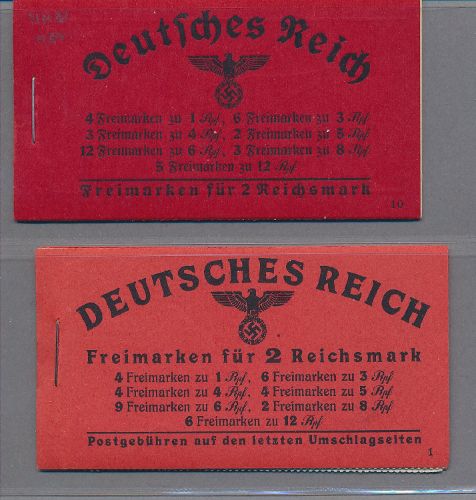 Deutsches Reich
4 Freimarken zu 1 Rpf, 6 Freimarken zu 3 Rpf
3 Freimarken zu 4 Rpf, 2 Freimarken zu 5 Rpf
12 Freimarken zu 6 Rpf, 3 Freimarken zu 8 Rpf
5 Freimarken zu 12 Rpf
Freimarken für 2 Reichsmark
10
DEUTSCHES REICH
Freimarken für 2 Reichsmark
4 Freimarken zu 1 Rpf, 6 Freimarken zu 3 Rpf
4 Freimarken zu 4 Rpf, 4 Freimarken zu 5 Rpf
9 Freimarken zu 6 Rpf, 2 Freimarken zu 8 Rpf
6 Freimarken zu 12 Rpf
Postgebühren auf den letzten Umschlagseiten
1